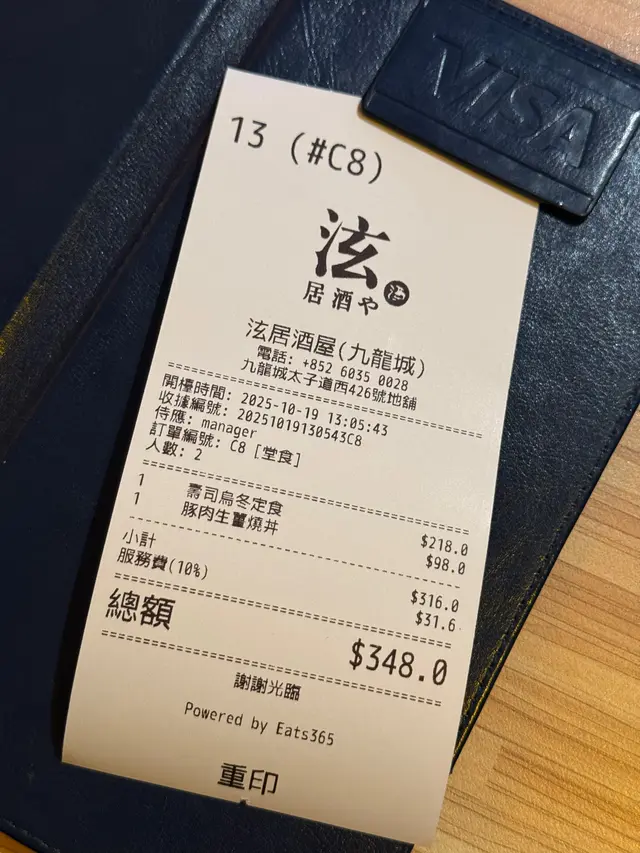 VISA
13 (#C8)
泫
居酒や
酒
泫居酒屋(九龍城)
電話: +852 6035 0028
九龍城太子道西426號地舖
開檯時間: 2025-10-19 13:05:43
收據編號: 20251019130543C8
侍應: manager
訂單編號: C8 [堂食]
人數: 2
1 壽司烏冬定食 $218.0
1 豚肉生薑燒丼 $98.0
小計 $316.0
服務費(10%) $31.6
總額 $348.0
謝謝光臨
Powered by Eats365
重印